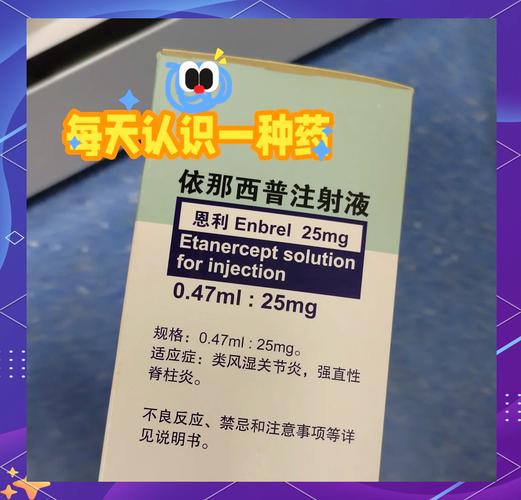 每天认识一种药
依那西普注射液
恩利 Enbrel 25mg
Etanercept solution
for injection
0.47ml : 25mg
规格：0.47ml : 25mg。
适应症：类风湿关节炎，强直性
脊柱炎。
不良反应、禁忌和注意事项等详
见说明书。